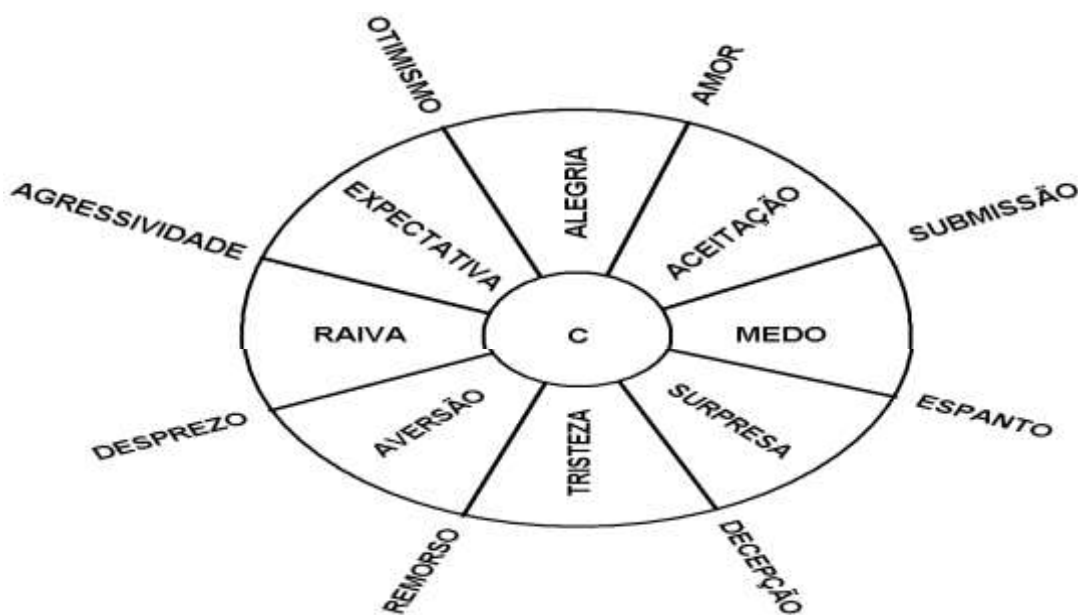 OTIMISMO
AMOR
AGRESSIVIDADE
EXPECTATIVA
ALEGRIA
ACEITAÇÃO
SUBMISSÃO
RAIVA
C
MEDO
DESPREZO
AVERSÃO
TRISTEZA
SURPRESA
ESPANTO
REMORSO
DECEPÇÃO